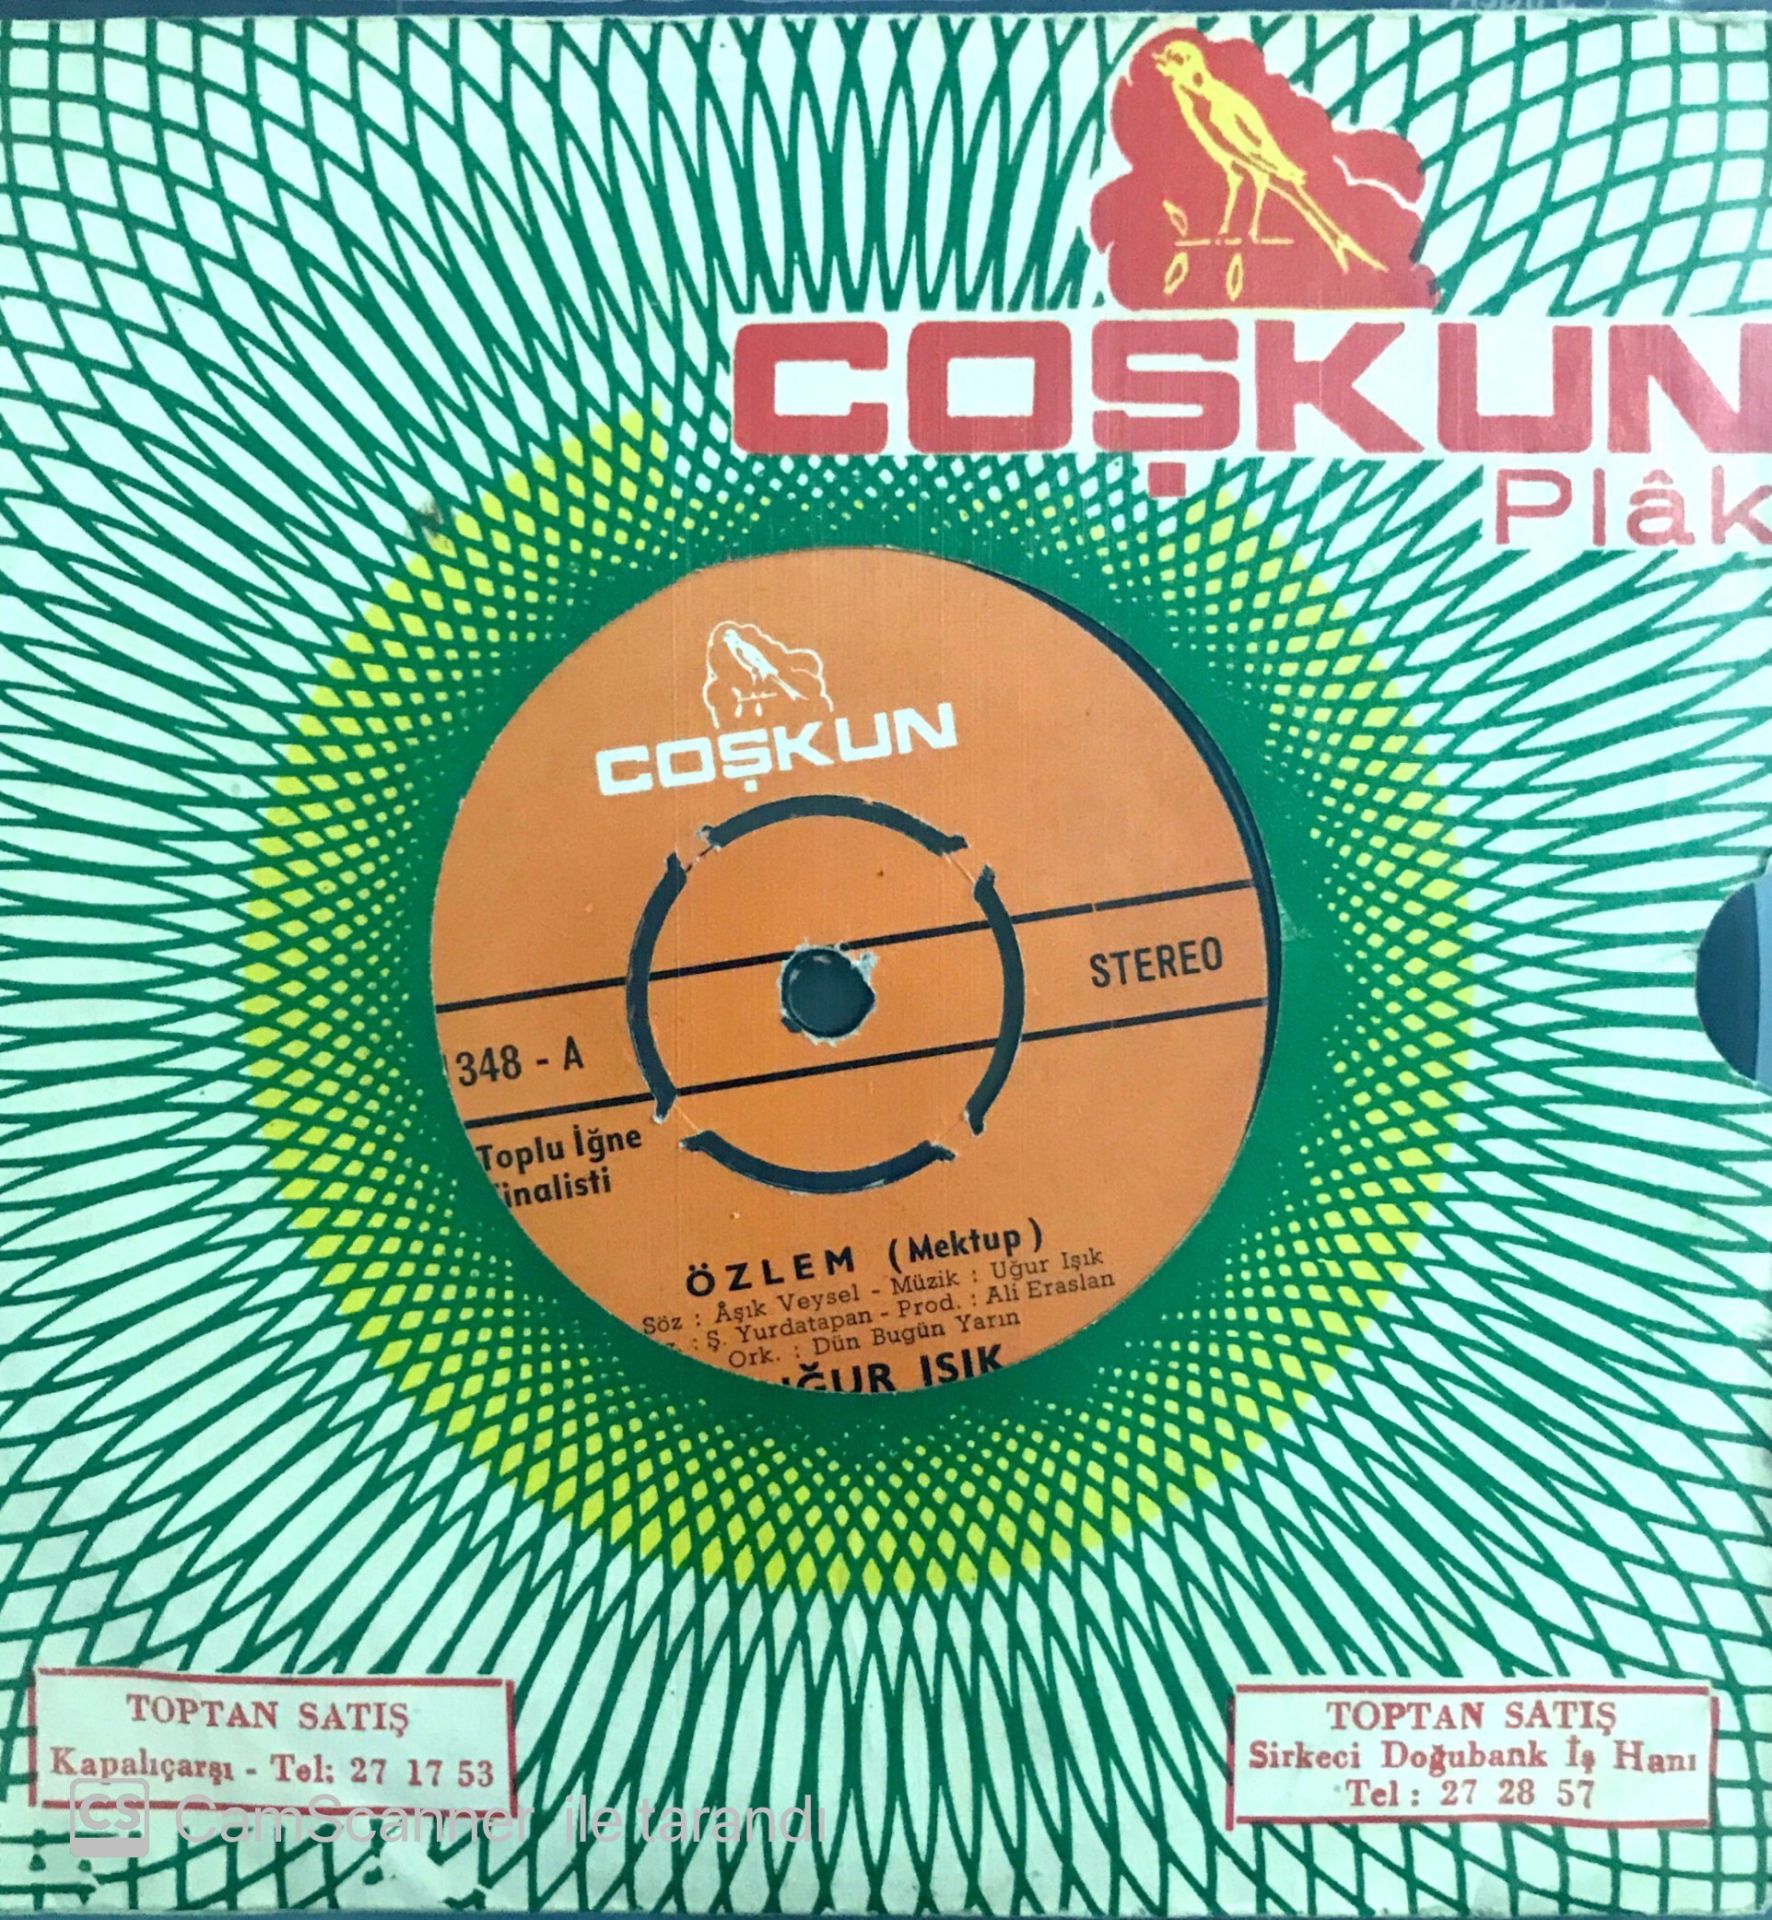 COŞKUN
Plâk
COŞKUN
STEREO
348 - A
Toplu İğne
inalisti
ÖZLEM (Mektup)
Söz : Âşık Veysel - Müzik : Uğur Işık
: Ş. Yurdatapan - Prod. : Ali Eraslan
Ork. : Dün Bugün Yarın
UĞUR IŞIK
TOPTAN SATIŞ
Kapalıçarşı - Tel: 27 17 53
TOPTAN SATIŞ
Sirkeci Doğubank İş Hanı
Tel : 27 28 57
CS CamScanner ile tarandı